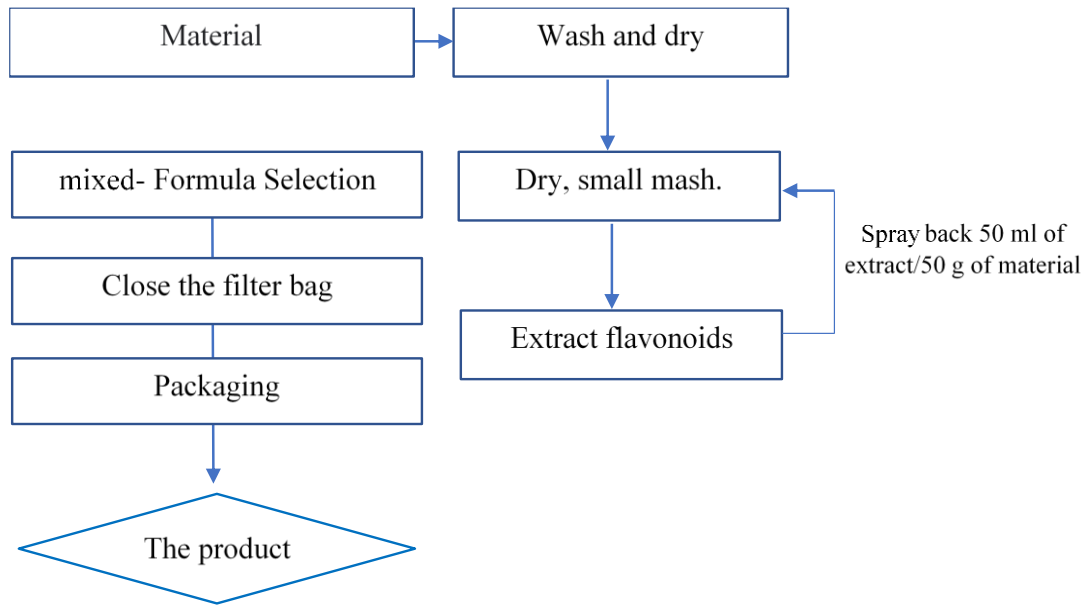 Material
Wash and dry
Dry, small mash.
Extract flavonoids
Spray back 50 ml of
extract/50 g of material
mixed- Formula Selection
Close the filter bag
Packaging
The product